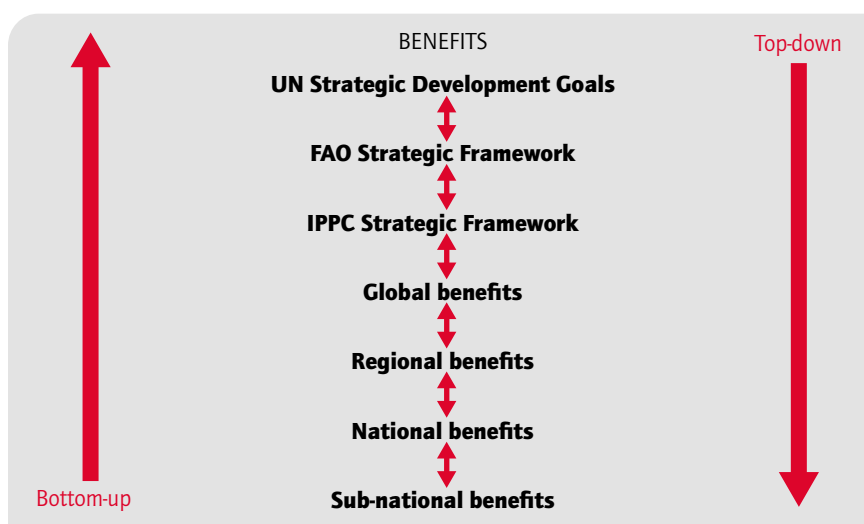 BENEFITS
Top-down
UN Strategic Development Goals
FAO Strategic Framework
IPPC Strategic Framework
Global benefits
Regional benefits
National benefits
Bottom-up
Sub-national benefits